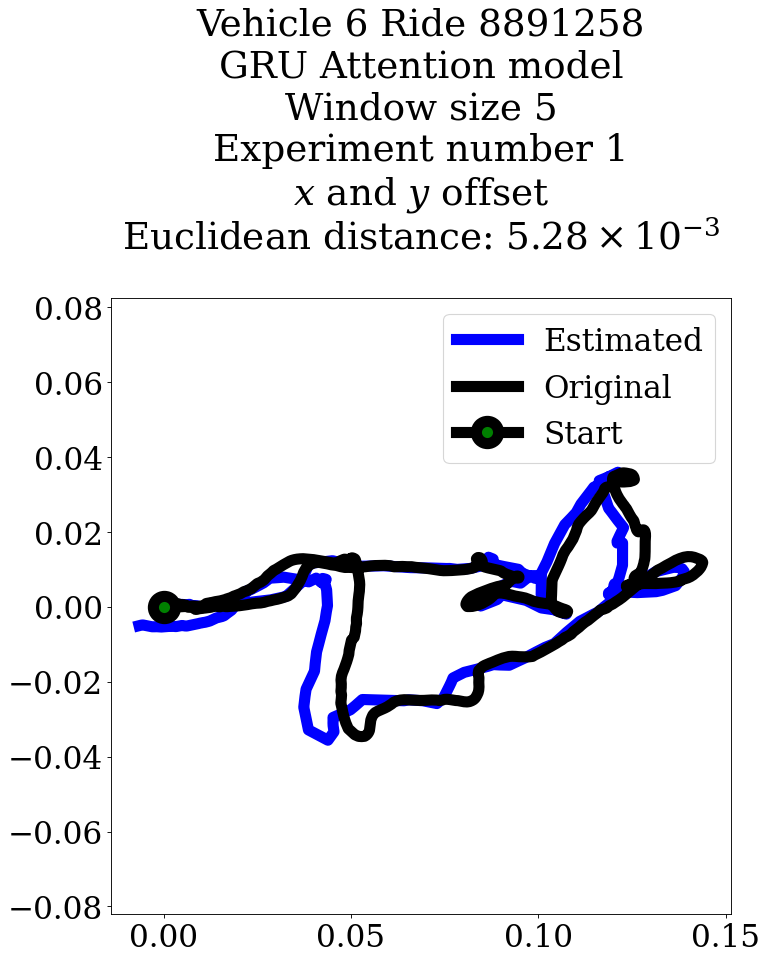 Vehicle 6 Ride 8891258
GRU Attention model
Window size 5
Experiment number 1
x and y offset
Euclidean distance: 5.28 × 10⁻³
Estimated
Original
Start
0.08
0.06
0.04
0.02
0.00
−0.02
−0.04
−0.06
−0.08
0.00 0.05 0.10 0.15